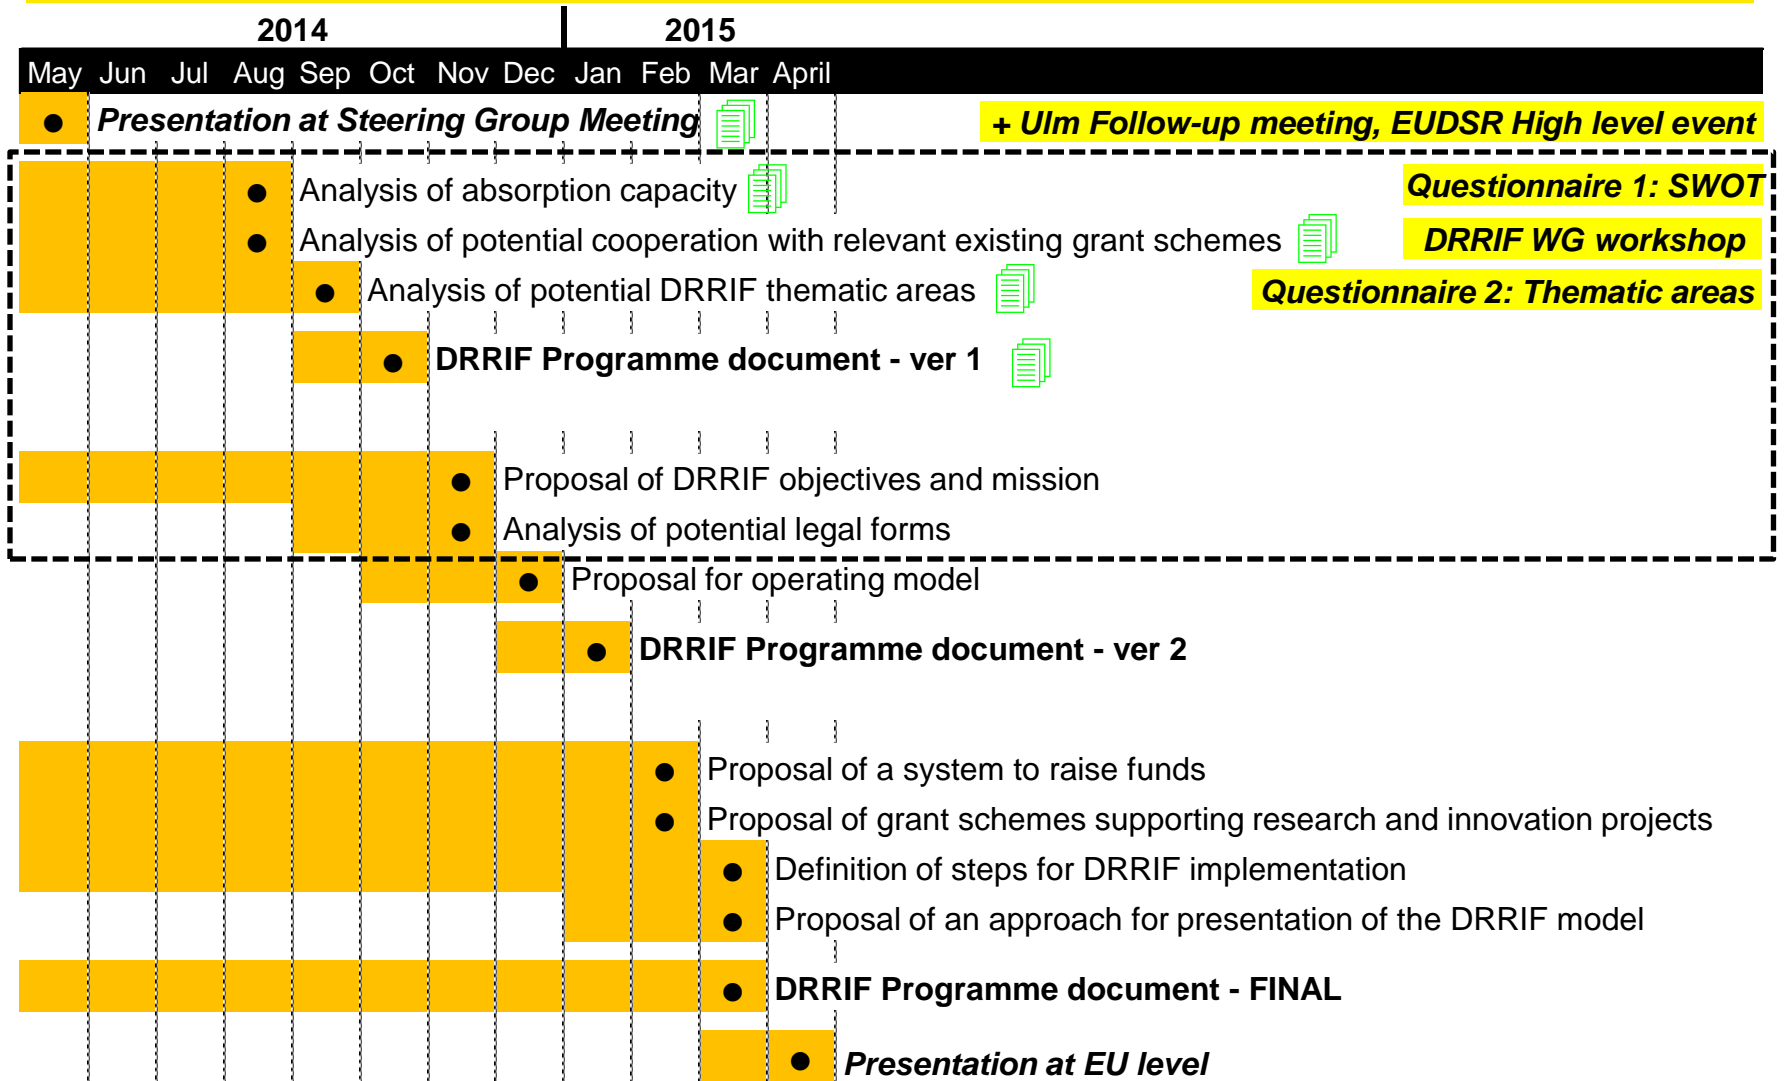 2014 2015
May Jun Jul Aug Sep Oct Nov Dec Jan Feb Mar April
Presentation at Steering Group Meeting + Ulm Follow-up meeting, EUDSR High level event
Analysis of absorption capacity Questionnaire 1: SWOT
Analysis of potential cooperation with relevant existing grant schemes DRRIF WG workshop
Analysis of potential DRRIF thematic areas Questionnaire 2: Thematic areas
DRRIF Programme document - ver 1
Proposal of DRRIF objectives and mission
Analysis of potential legal forms
Proposal for operating model
DRRIF Programme document - ver 2
Proposal of a system to raise funds
Proposal of grant schemes supporting research and innovation projects
Definition of steps for DRRIF implementation
Proposal of an approach for presentation of the DRRIF model
DRRIF Programme document - FINAL
Presentation at EU level